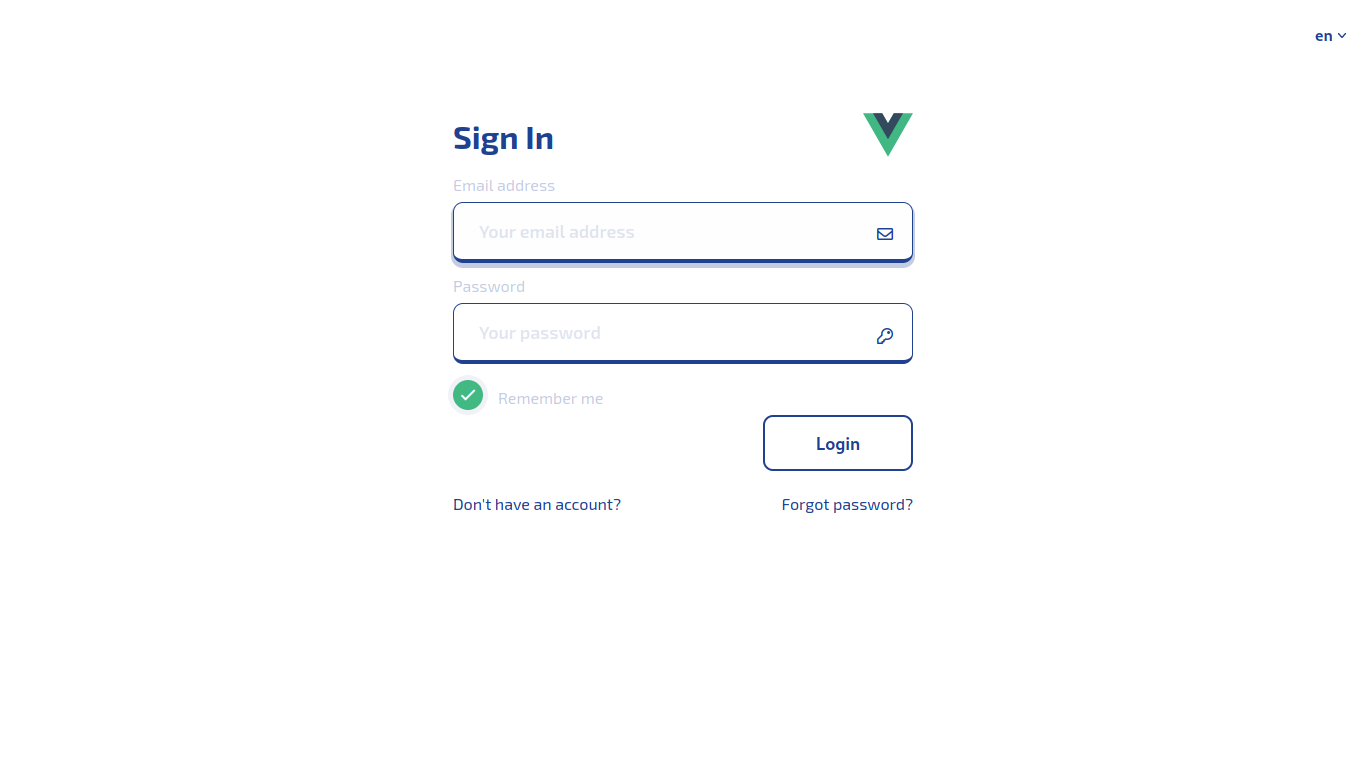 en
Sign In
Email address
Your email address
Password
Your password
Remember me
Login
Don't have an account?
Forgot password?